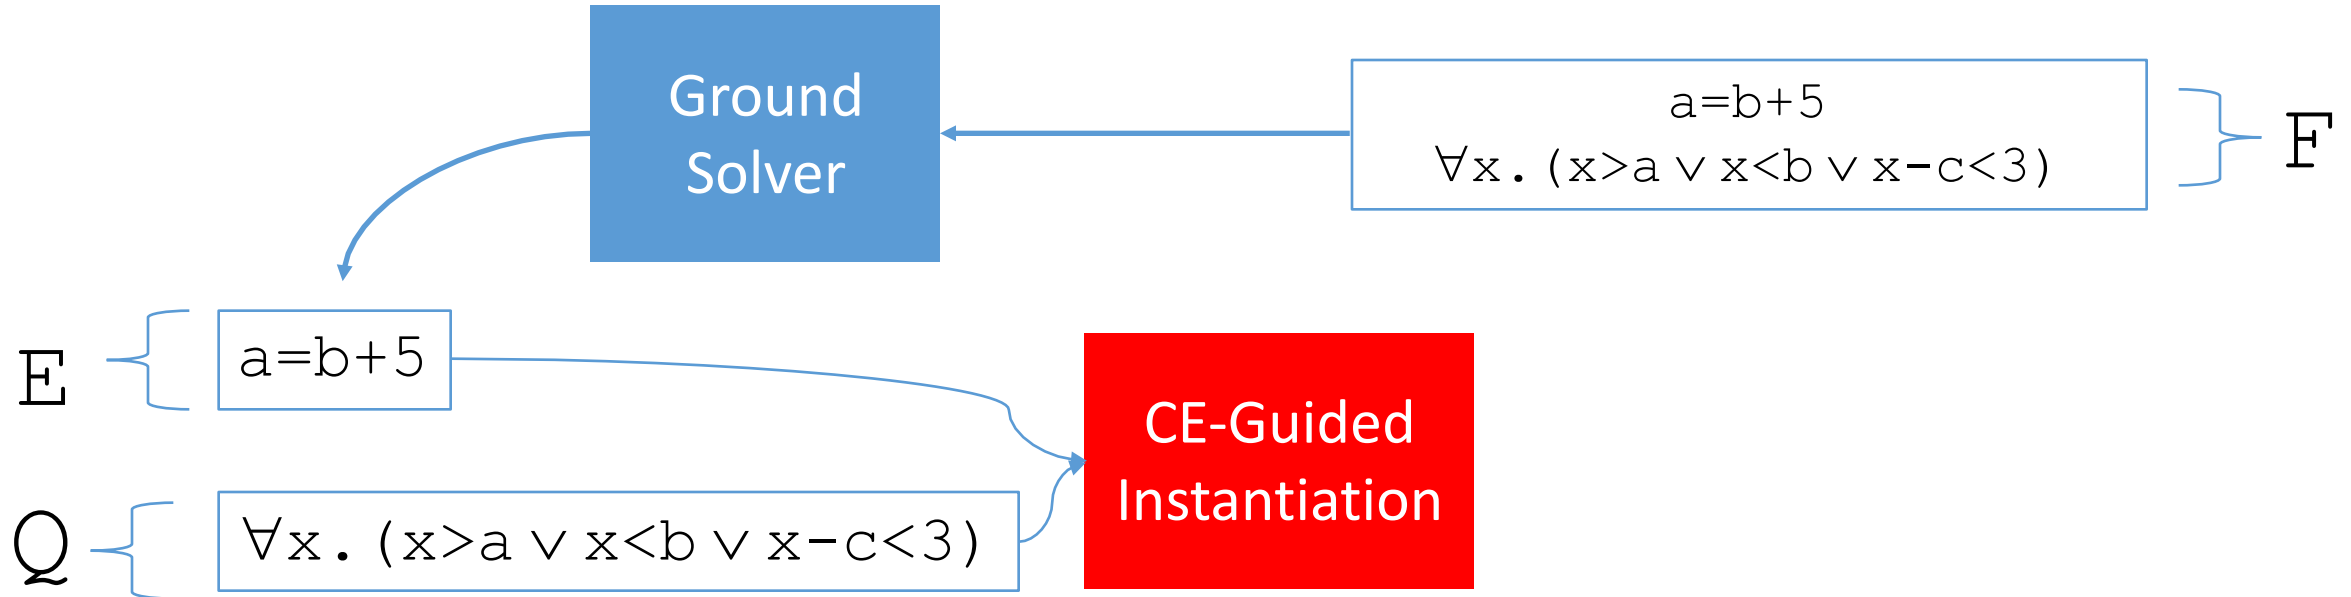 Ground
Solver
a=b+5
∀x.(x>a ∨ x<b ∨ x-c<3)
F
E
a=b+5
CE-Guided
Instantiation
Q
∀x.(x>a ∨ x<b ∨ x-c<3)